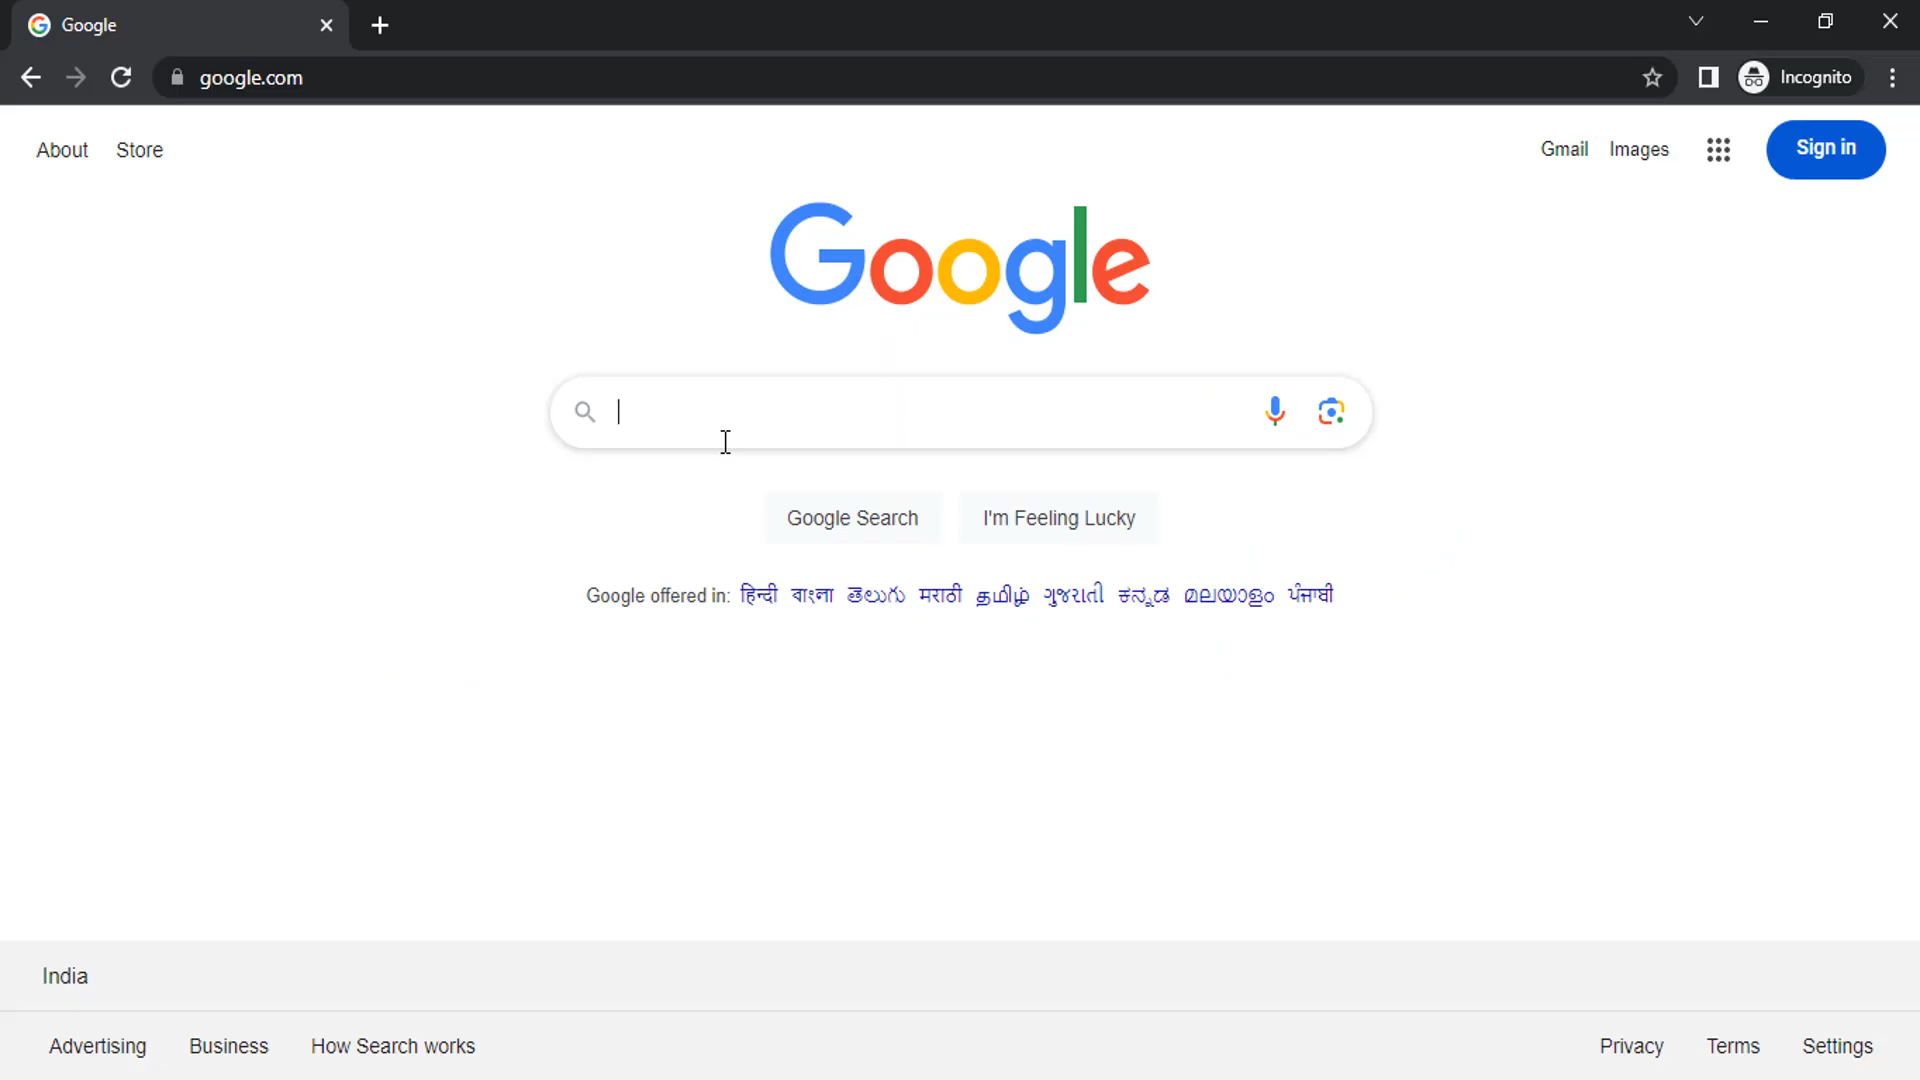 Google
google.com
Incognito
About Store
Gmail Images
Sign in
Google
Google Search I'm Feeling Lucky
Google offered in: हिन्दी বাংলা తెలుగు मराठी தமிழ் ગુજરાતી ಕನ್ನಡ മലയാളം ਪੰਜਾਬੀ
India
Advertising Business How Search works
Privacy Terms Settings